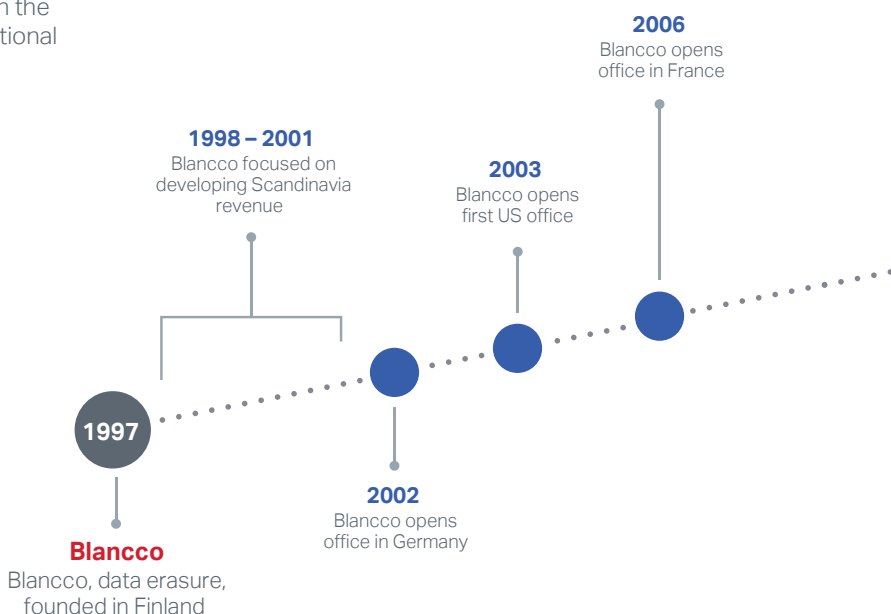 n the
tional
2006
Blancco opens
office in France
1998 – 2001
Blancco focused on
developing Scandinavia
revenue
2003
Blancco opens
first US office
1997
2002
Blancco opens
office in Germany
Blancco
Blancco, data erasure,
founded in Finland